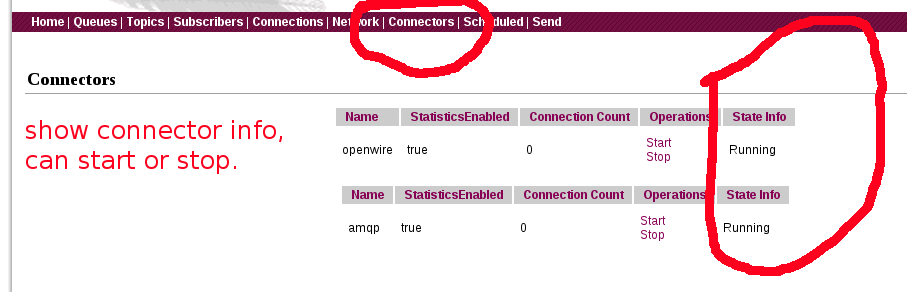 Home | Queues | Topics | Subscribers | Connections | Network | Connectors | Scheduled | Send
Connectors
show connector info,
can start or stop.
Name StatisticsEnabled Connection Count Operations State Info
openwire true 0 Start Stop Running
Name StatisticsEnabled Connection Count Operations State Info
amqp true 0 Start Stop Running